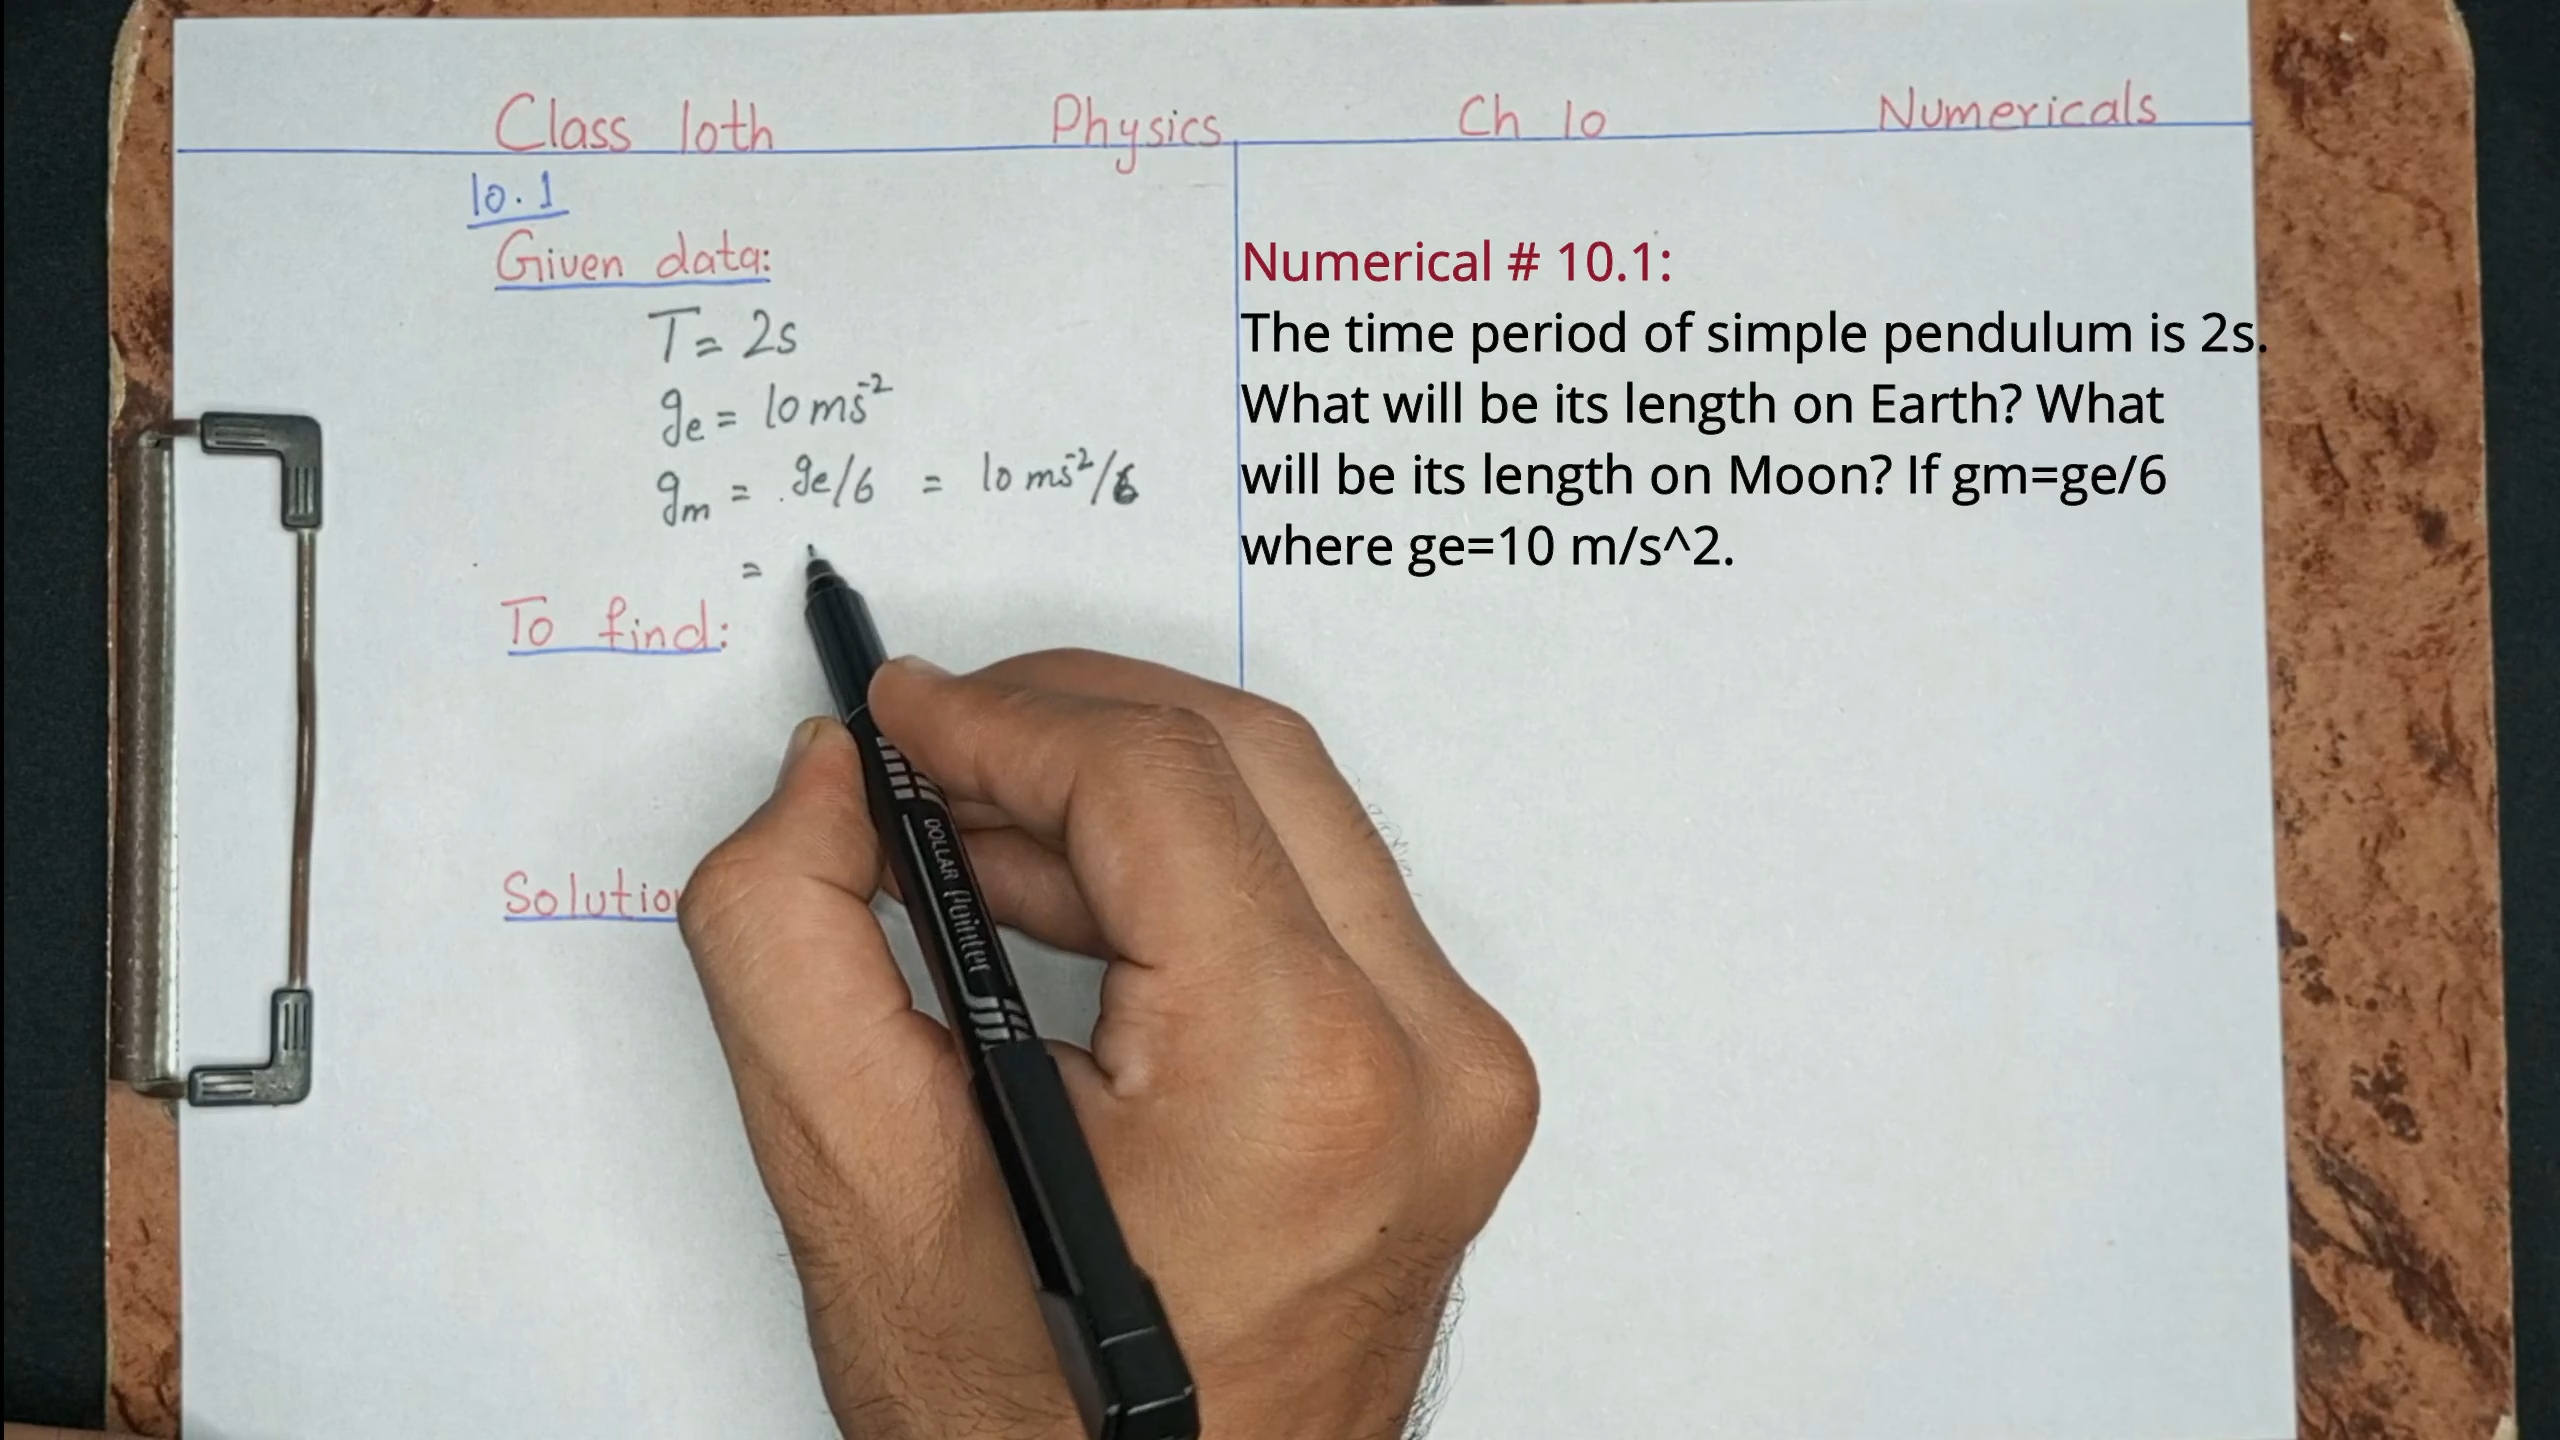 Class 10th Physics Ch 10 Numericals
10.1
Given data:
T = 2s
ge = 10 ms⁻²
gm = ge/6 = 10 ms⁻²/6
=
To find:
Solution
Numerical # 10.1:
The time period of simple pendulum is 2s.
What will be its length on Earth? What
will be its length on Moon? If gm=ge/6
where ge=10 m/s^2.
DOLLAR Pointer